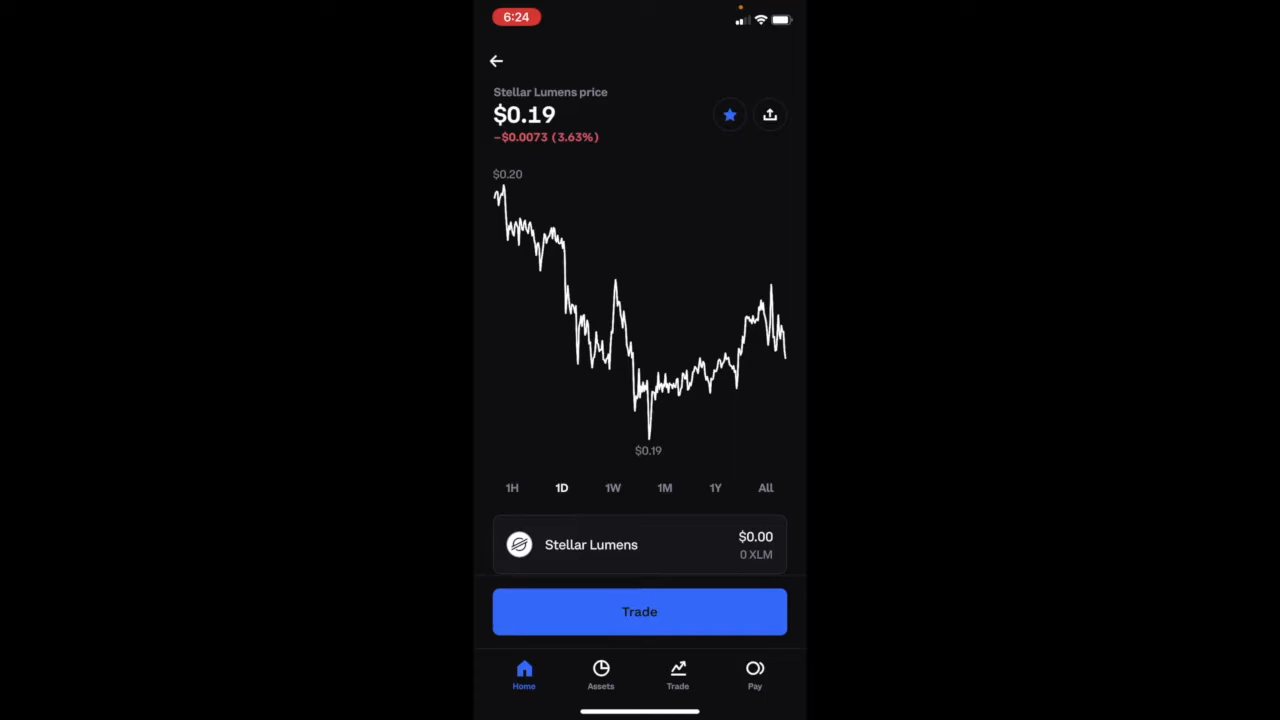 6:24
Stellar Lumens price
$0.19
-$0.0073 (3.63%)
$0.20
$0.19
1H 1D 1W 1M 1Y All
Stellar Lumens $0.00
0 XLM
Trade
Home Assets Trade Pay